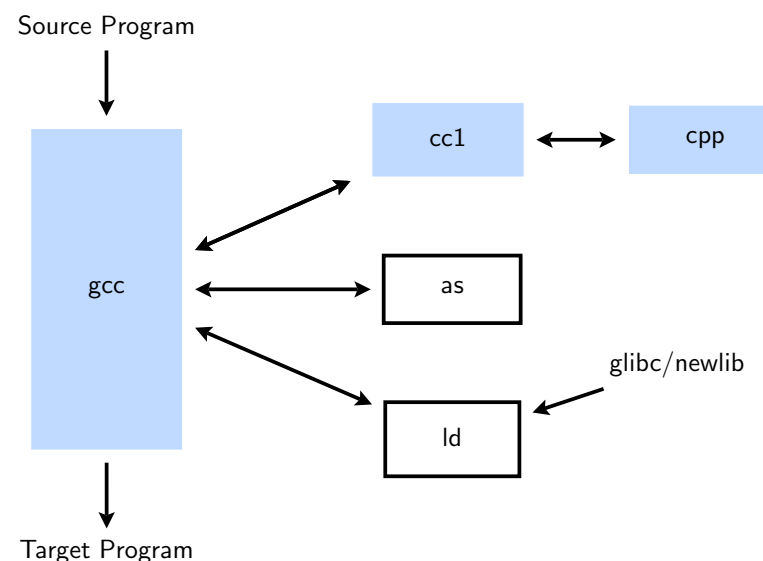 Source Program
cc1
cpp
gcc
as
glibc/newlib
ld
Target Program